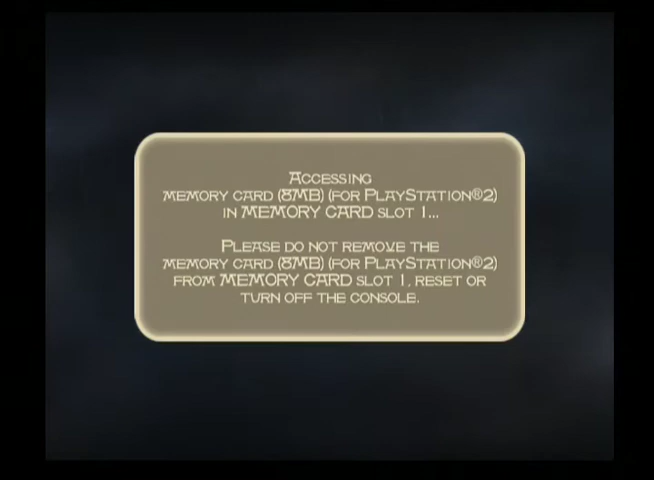 Accessing
memory card (8MB) (for PlayStation®2)
in MEMORY CARD slot 1...
Please do not remove the
memory card (8MB) (for PlayStation®2)
from MEMORY CARD slot 1, reset or
turn off the console.